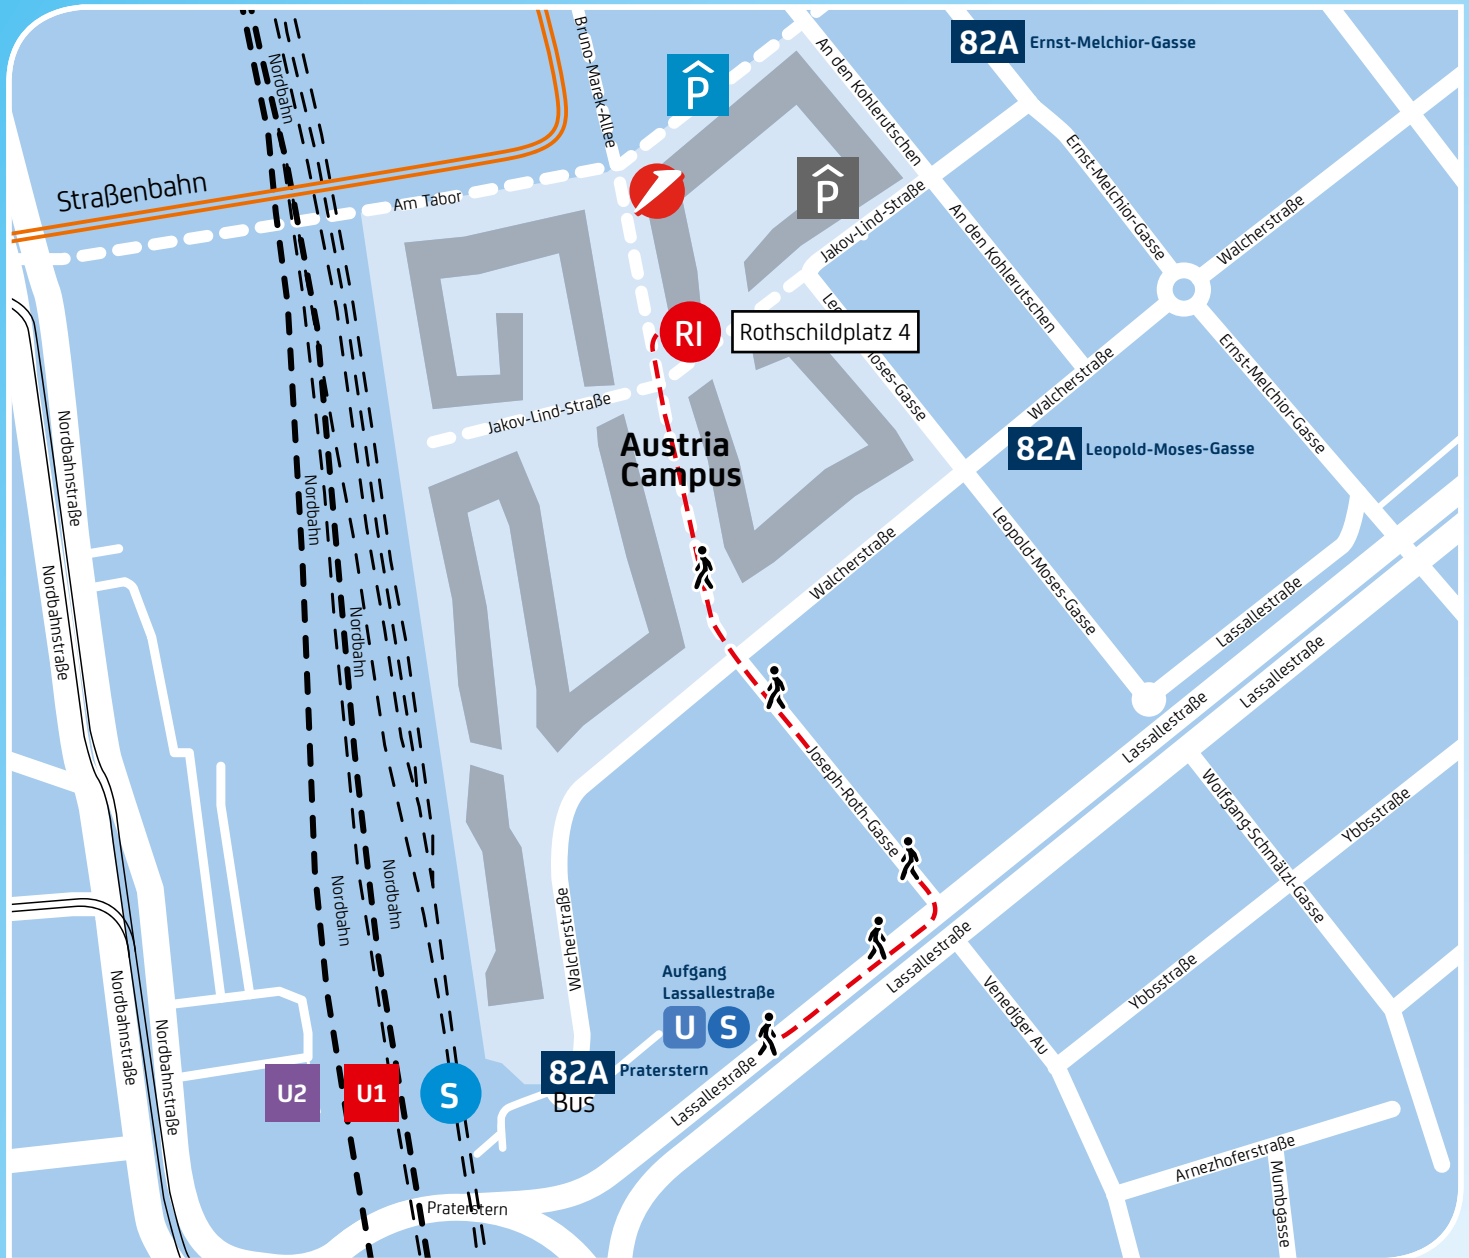 Bruno-Marek-Allee
An den Kohlerutschen
82A
Ernst-Melchior-Gasse
Nordbahn
P
Ernst-Melchior-Gasse
Straßenbahn
Am Tabor
P
Jakov-Lind-Straße
An den Kohlerutschen
Walcherstraße
RI
Rothschildplatz 4
Leopold-Moses-Gasse
Walcherstraße
Ernst-Melchior-Gasse
Jakov-Lind-Straße
Nordbahnstraße
Austria
Campus
82A
Leopold-Moses-Gasse
Nordbahn
Walcherstraße
Leopold-Moses-Gasse
Nordbahnstraße
Nordbahn
Lassallestraße
Lassallestraße
Lassallestraße
Joseph-Roth-Gasse
Wolfgang-Schmälzl-Gasse
Ybbsstraße
Nordbahn
Nordbahn
Walcherstraße
Lassallestraße
Ybbsstraße
Aufgang
Lassallestraße
U
S
Venediger Au
Nordbahnstraße
Nordbahnstraße
82A
Praterstern
Bus
Lassallestraße
U2
U1
S
Arnezhoferstraße
Mumbgasse
Praterstern